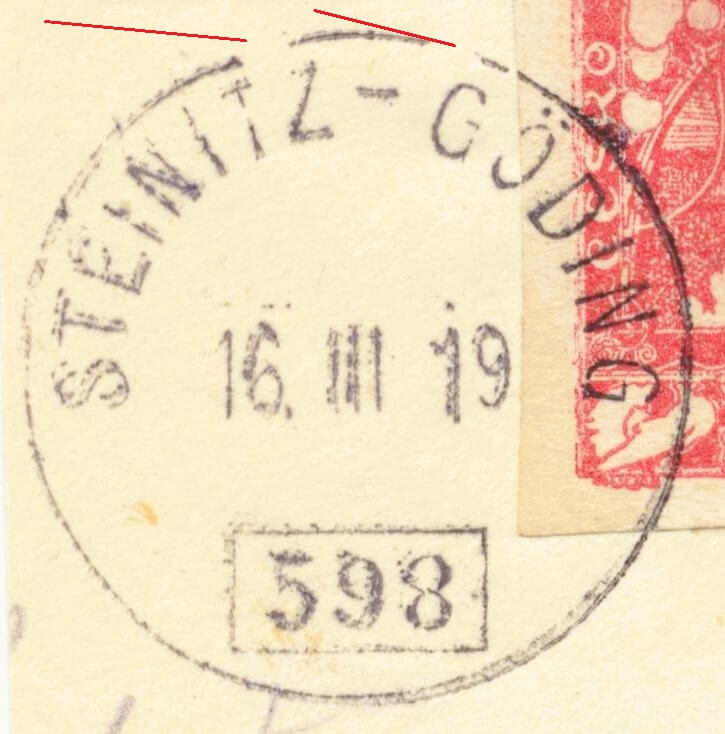 STEINITZ-GÖDING
16. III 19
598